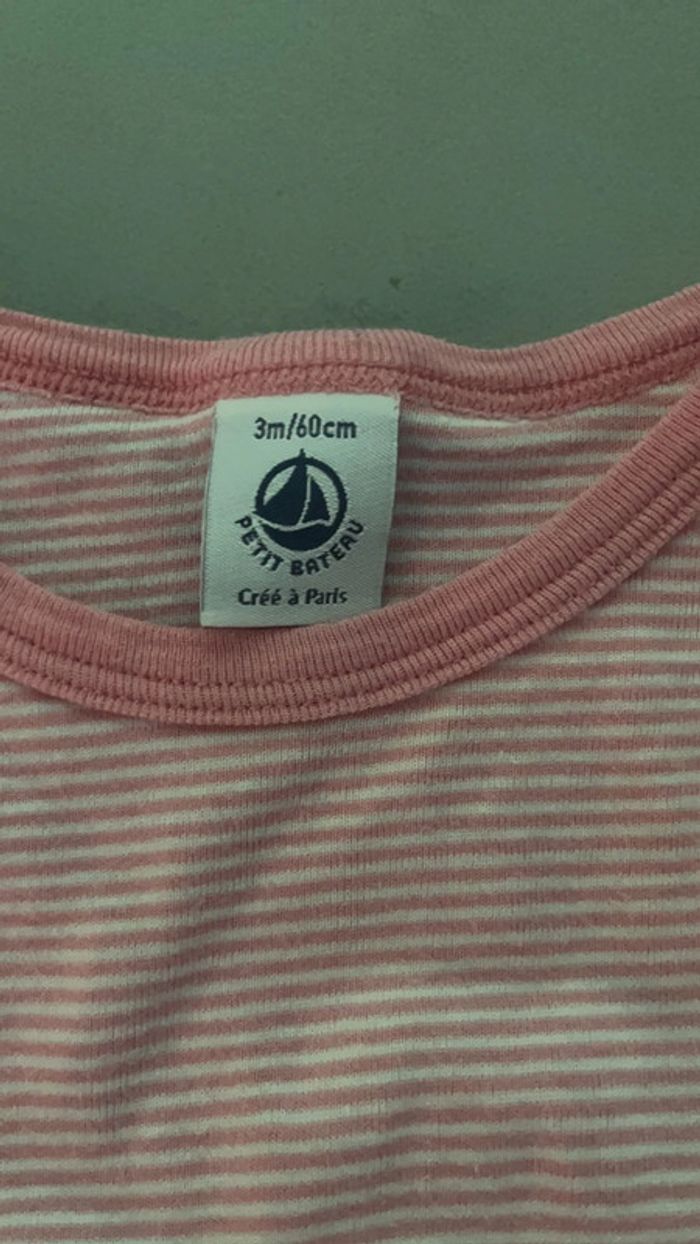 3m/60cm
PETIT BATEAU
Créé à Paris